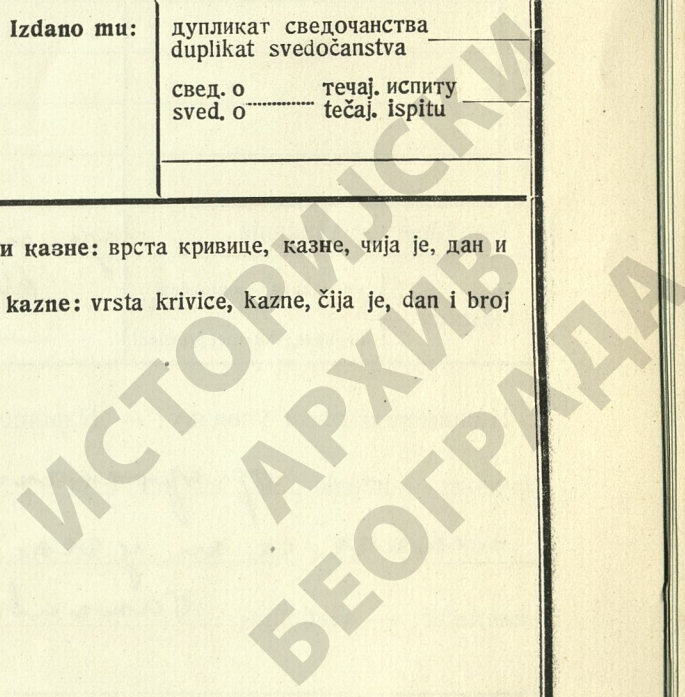 Izdano mu:
дупликат сведочанства
duplikat svedočanstva
свед. о течај. испиту
sved. o tečaj. ispitu
и казне: врста кривице, казне, чија је, дан и
kazne: vrsta krivice, kazne, čija je, dan i broj
ИСТОРИЈСКИ
АРХИВ
БЕОГРАДА